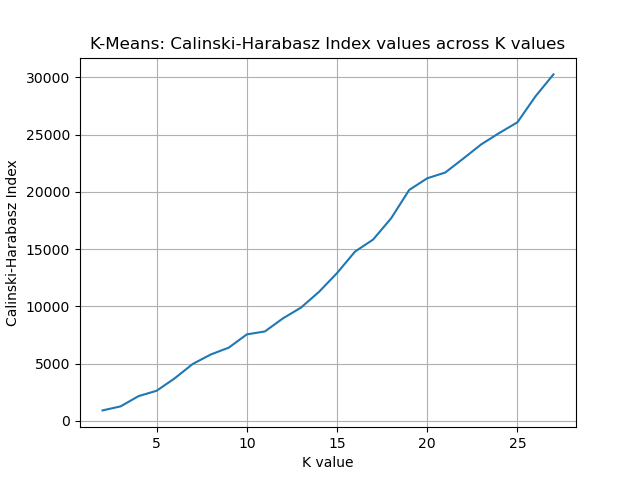 K-Means: Calinski-Harabasz Index values across K values
30000
25000
20000
15000
10000
5000
0
Calinski-Harabasz Index
5 10 15 20 25
K value